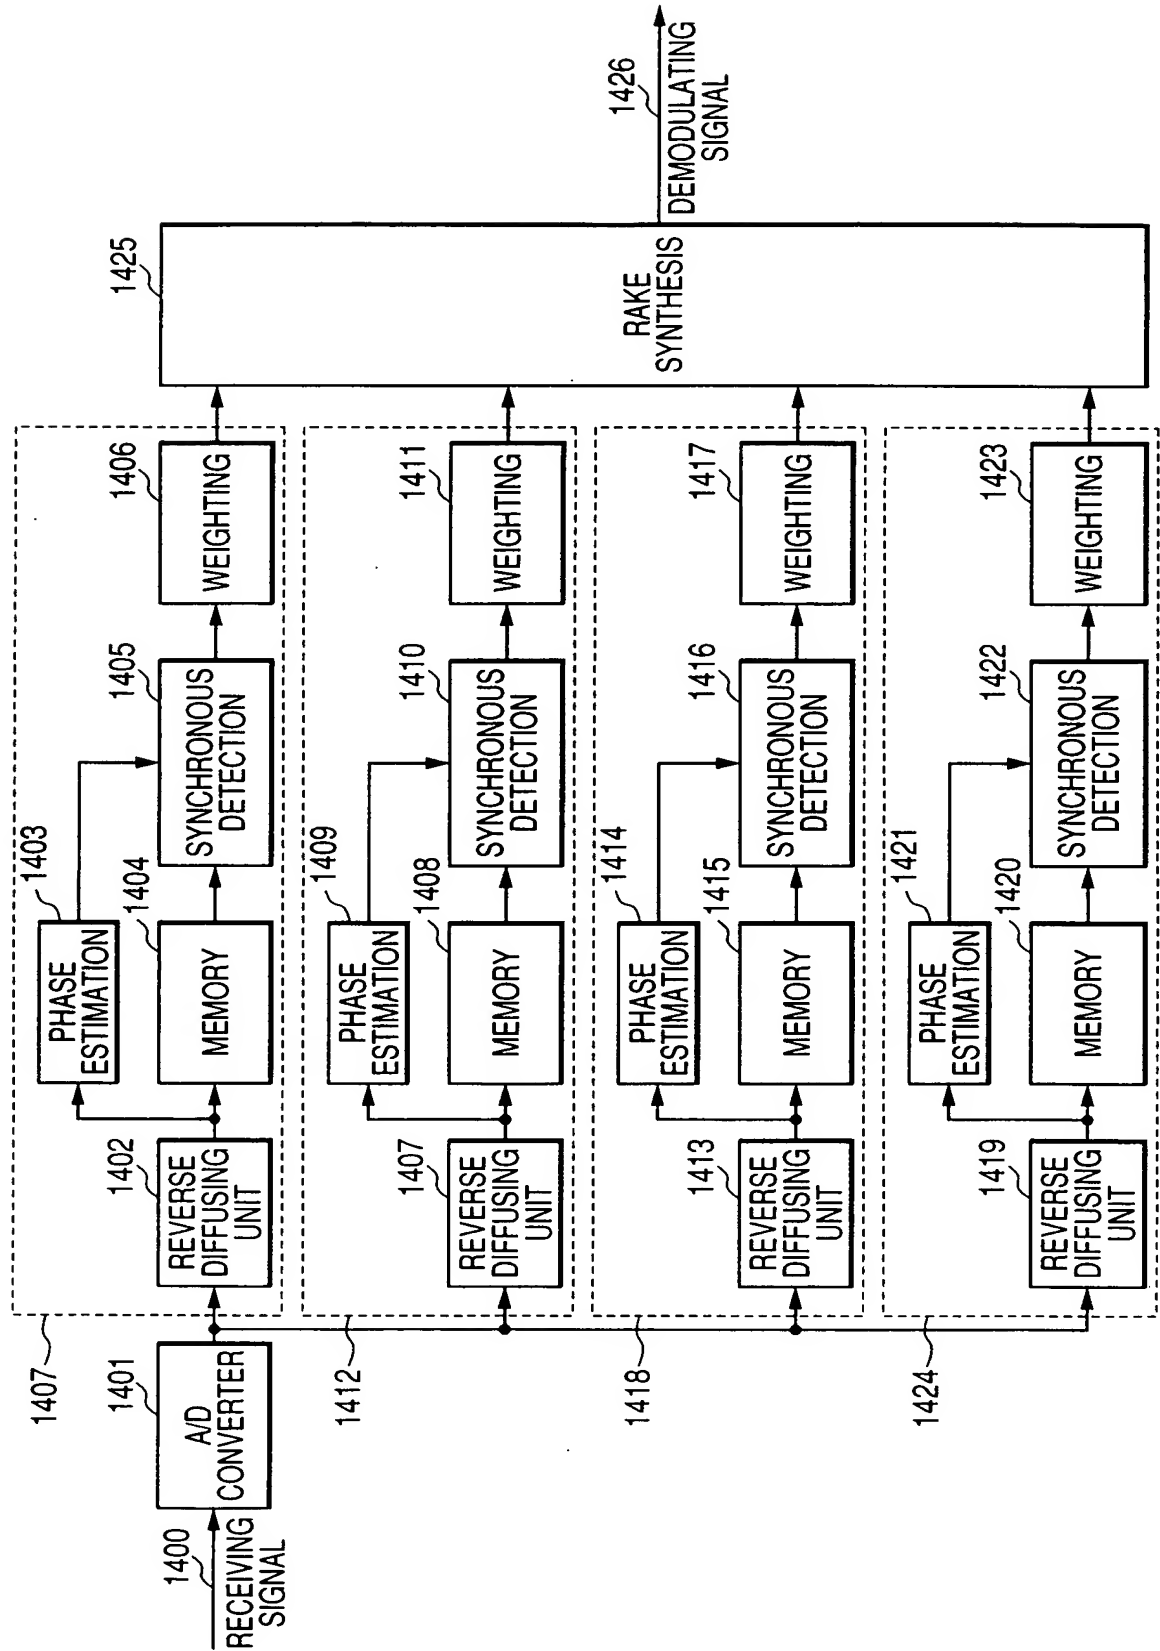 1400
RECEIVING
SIGNAL
1401
A/D
CONVERTER
1407
1402
REVERSE
DIFFUSING
UNIT
1403
PHASE
ESTIMATION
1404
MEMORY
1405
SYNCHRONOUS
DETECTION
1406
WEIGHTING
1412
1407
REVERSE
DIFFUSING
UNIT
1409
PHASE
ESTIMATION
1408
MEMORY
1410
SYNCHRONOUS
DETECTION
1411
WEIGHTING
1418
1413
REVERSE
DIFFUSING
UNIT
1414
PHASE
ESTIMATION
1415
MEMORY
1416
SYNCHRONOUS
DETECTION
1417
WEIGHTING
1424
1419
REVERSE
DIFFUSING
UNIT
1421
PHASE
ESTIMATION
1420
MEMORY
1422
SYNCHRONOUS
DETECTION
1423
WEIGHTING
1425
RAKE
SYNTHESIS
1426
DEMODULATING
SIGNAL